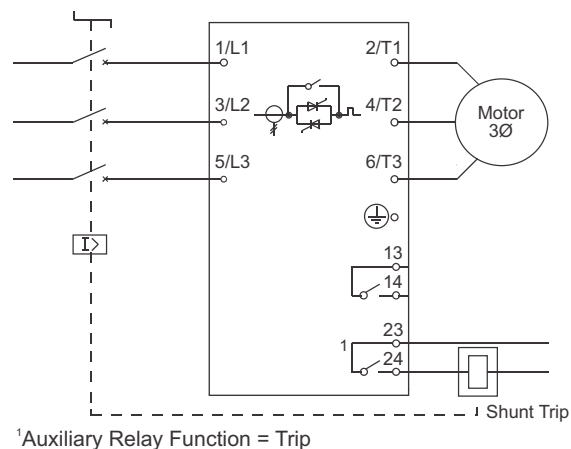 1/L1
2/T1
3/L2
4/T2
Motor
3Ø
5/L3
6/T3
I>
13
14
23
1
24
Shunt Trip
¹Auxiliary Relay Function = Trip